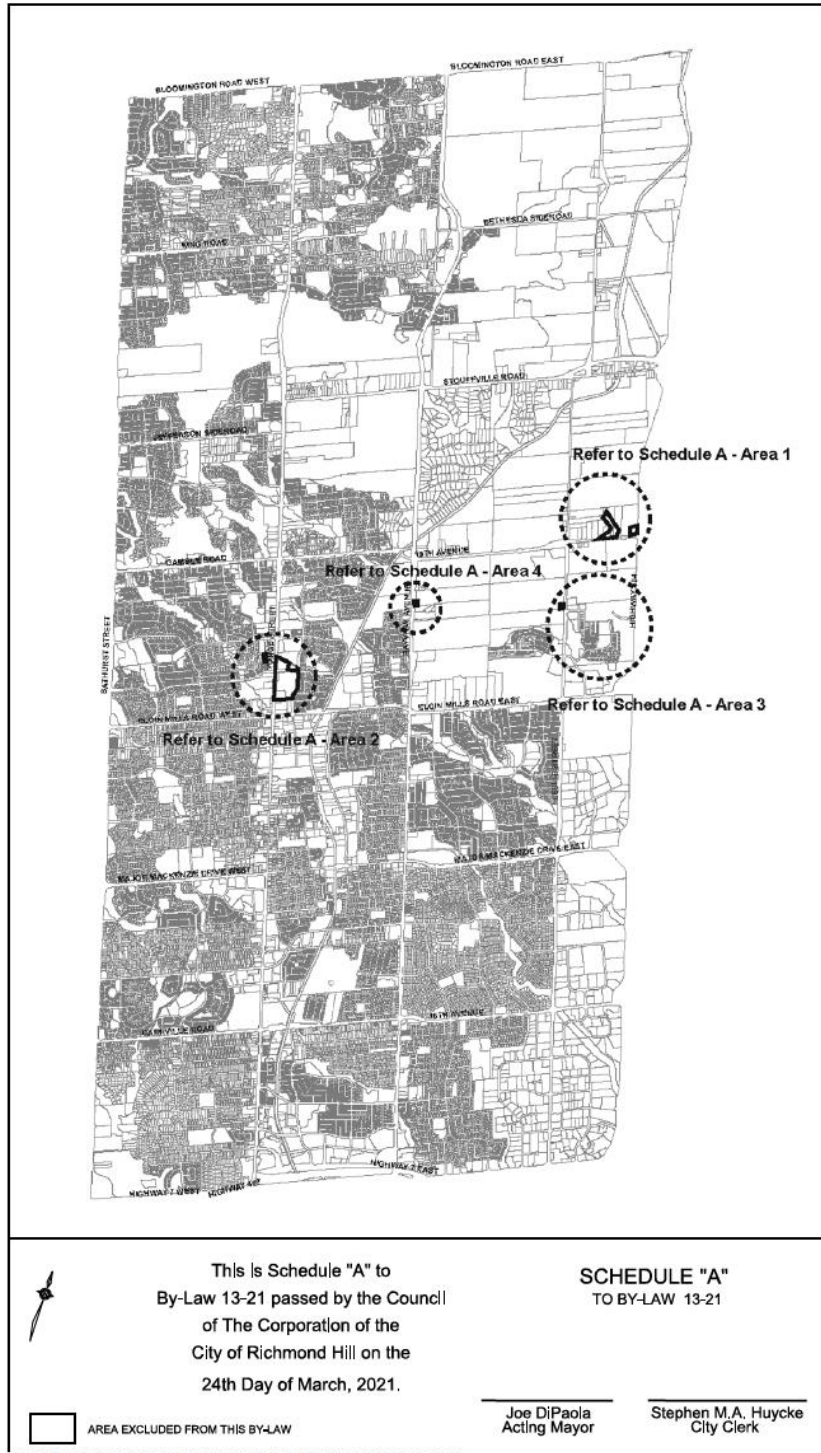 BLOOMINGTON ROAD WEST
BLOOMINGTON ROAD EAST
BETHESDA SIDEROAD
KING ROAD
STOUFFVILLE ROAD
JEFFERSON SIDEROAD
Refer to Schedule A - Area 1
GAMBLE ROAD
19TH AVENUE
Refer to Schedule A - Area 4
BATHURST STREET
ELGIN MILLS ROAD WEST
ELGIN MILLS ROAD EAST
Refer to Schedule A - Area 3
Refer to Schedule A - Area 2
MAJOR MACKENZIE DRIVE EAST
MAJOR MACKENZIE DRIVE WEST
16TH AVENUE
CARRVILLE ROAD
HIGHWAY 7 EAST
HIGHWAY 7 WEST
HIGHWAY 407
This is Schedule "A" to
By-Law 13-21 passed by the Council
of The Corporation of the
City of Richmond Hill on the
24th Day of March, 2021.
SCHEDULE "A"
TO BY-LAW 13-21
AREA EXCLUDED FROM THIS BY-LAW
Joe DiPaola
Acting Mayor
Stephen M.A. Huycke
City Clerk